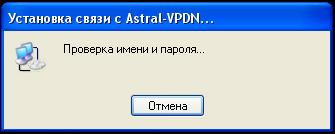 Установка связи с Astral-VPDN...
Проверка имени и пароля...
Отмена